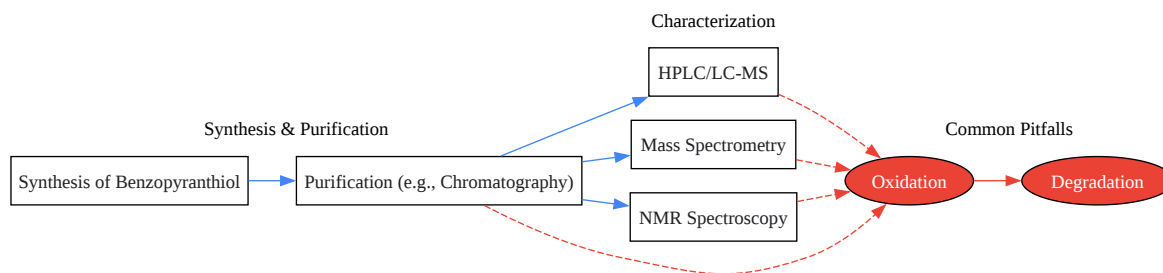 Characterization
HPLC/LC-MS
Synthesis & Purification
Common Pitfalls
Mass Spectrometry
Synthesis of Benzopyranthiol
Purification (e.g., Chromatography)
Oxidation
Degradation
NMR Spectroscopy